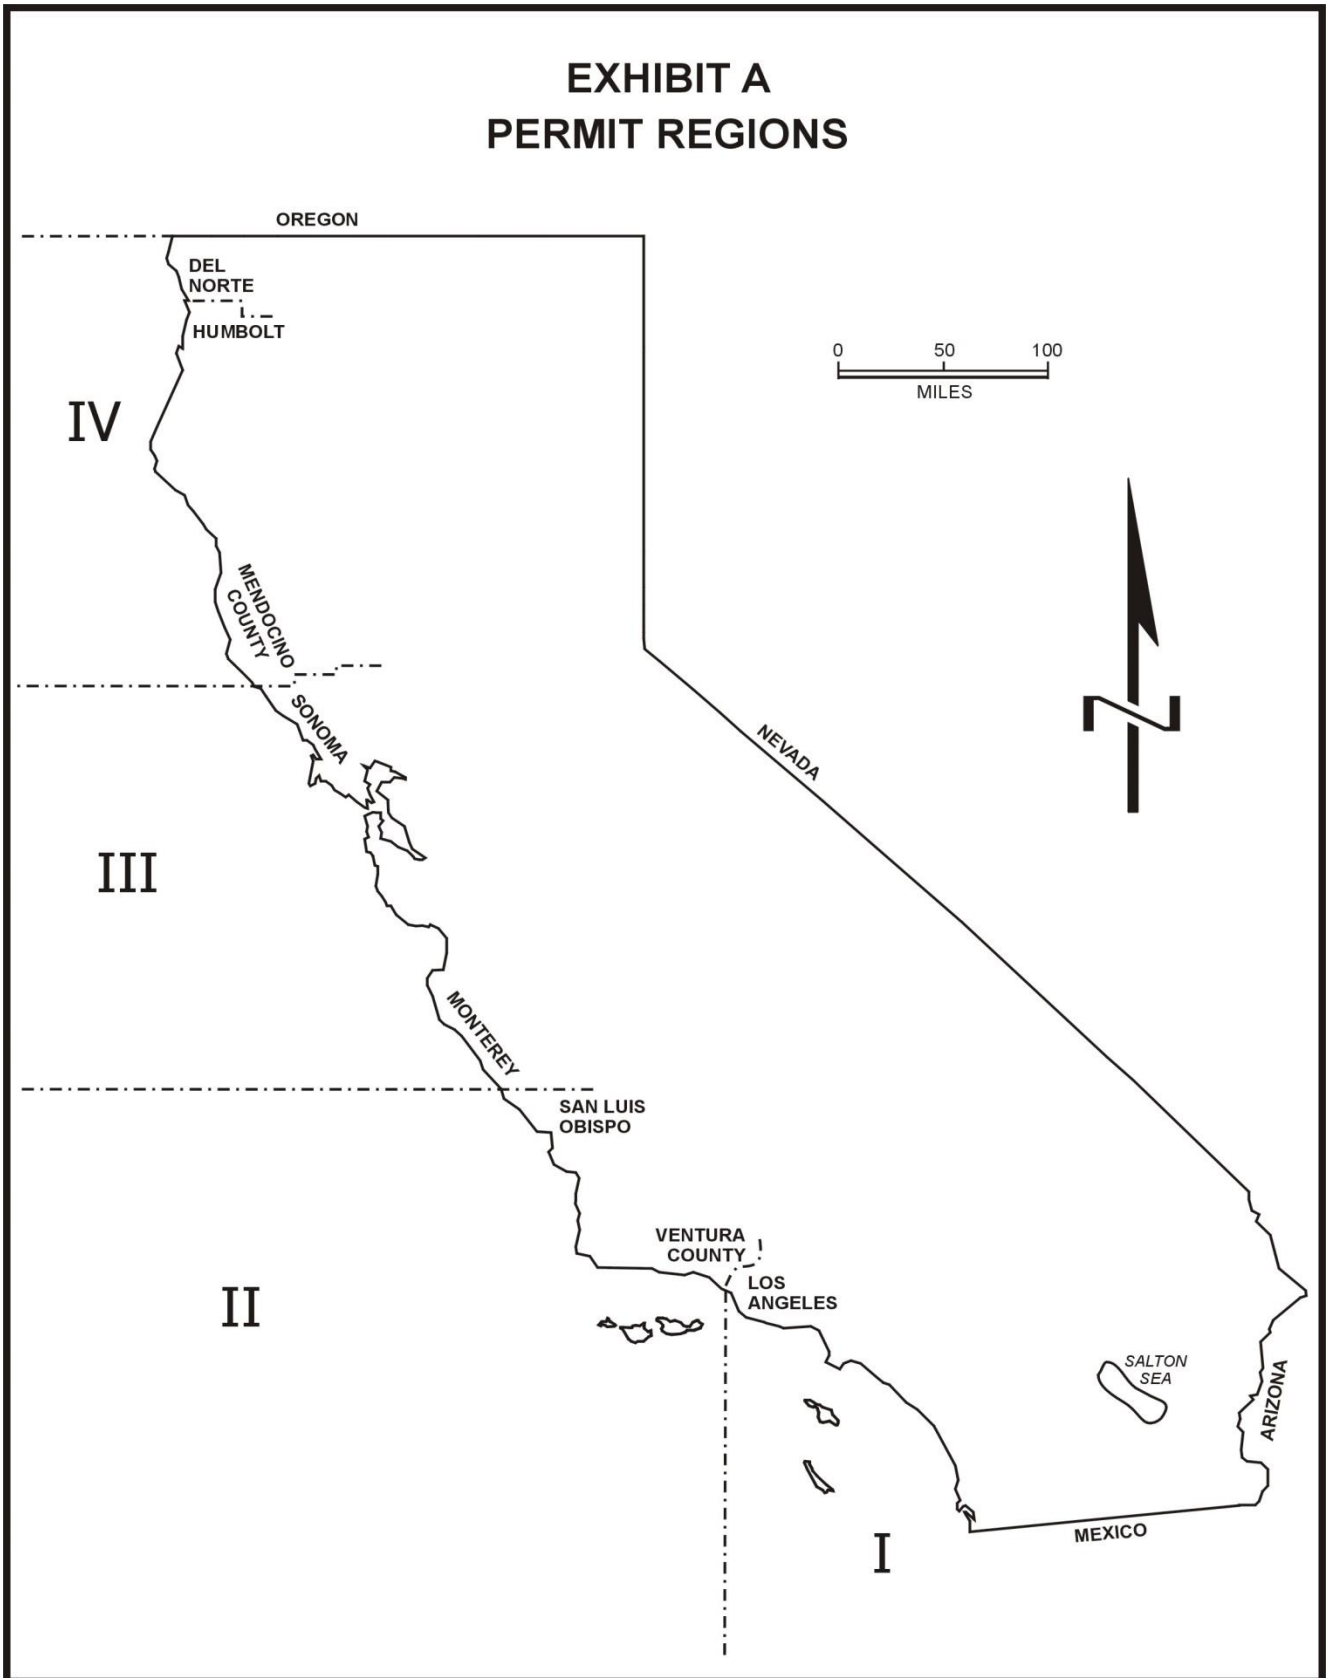 EXHIBIT A
PERMIT REGIONS
OREGON
DEL
NORTE
HUMBOLT
0 50 100
MILES
IV
MENDOCINO
COUNTY
SONOMA
NEVADA
III
MONTEREY
SAN LUIS
OBISPO
VENTURA
COUNTY
LOS
ANGELES
II
SALTON
SEA
ARIZONA
MEXICO
I
N